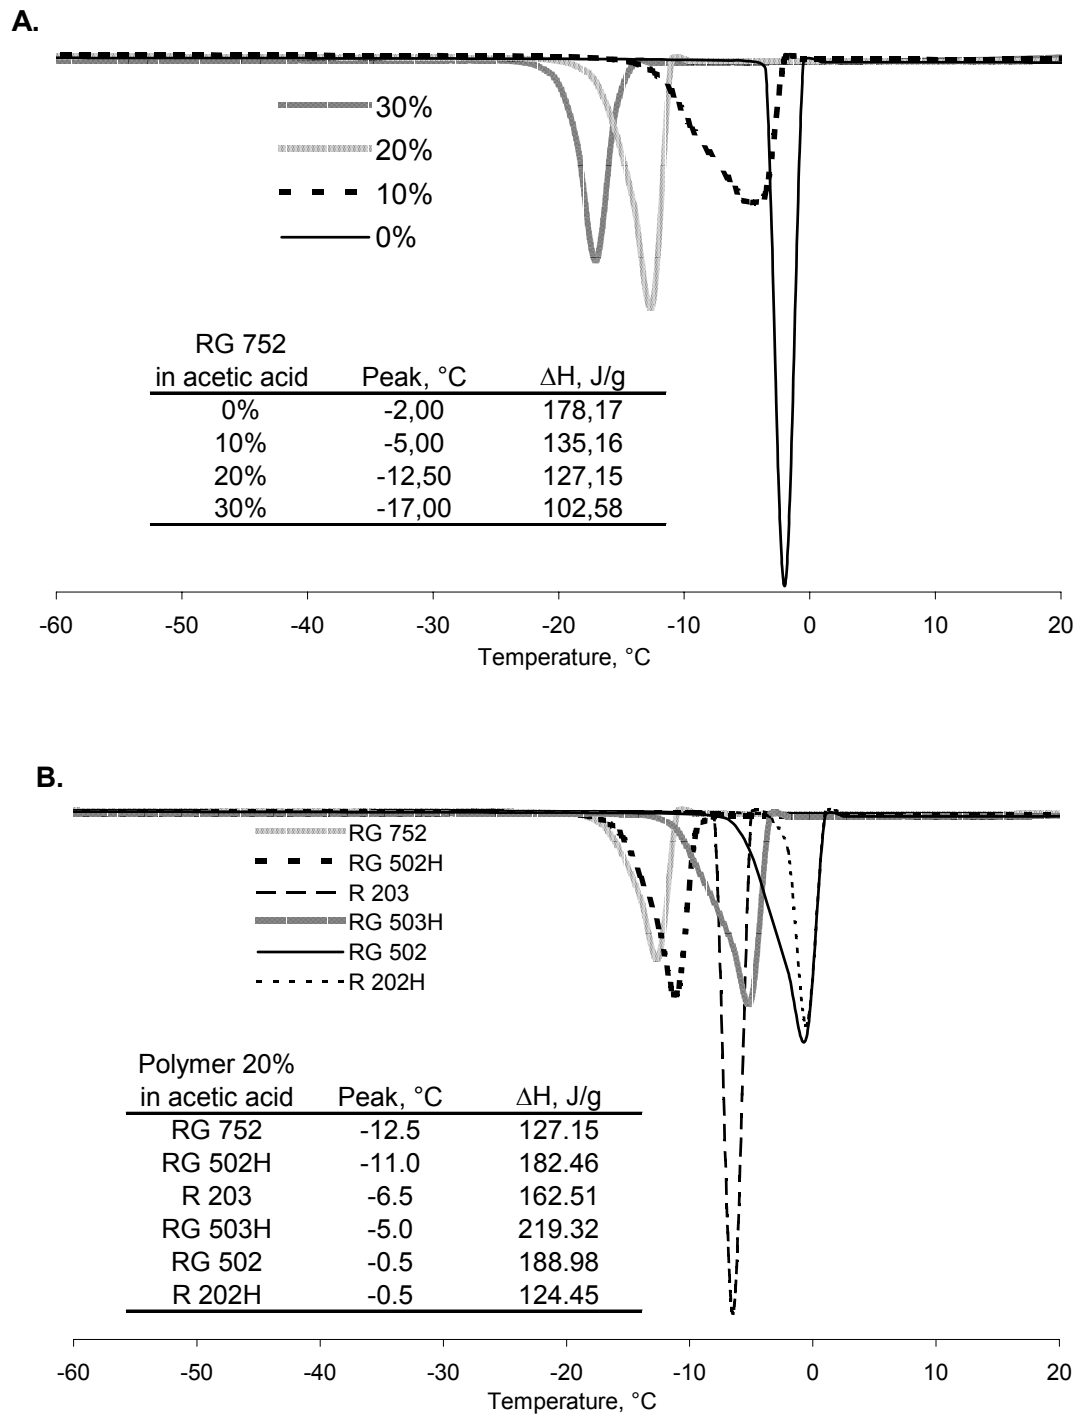 A.
30%
20%
10%
0%
RG 752
in acetic acid Peak, °C ΔH, J/g
0% -2,00 178,17
10% -5,00 135,16
20% -12,50 127,15
30% -17,00 102,58
-60 -50 -40 -30 -20 -10 0 10 20
Temperature, °C
B.
RG 752
RG 502H
R 203
RG 503H
RG 502
R 202H
Polymer 20%
in acetic acid Peak, °C ΔH, J/g
RG 752 -12.5 127.15
RG 502H -11.0 182.46
R 203 -6.5 162.51
RG 503H -5.0 219.32
RG 502 -0.5 188.98
R 202H -0.5 124.45
-60 -50 -40 -30 -20 -10 0 10 20
Temperature, °C